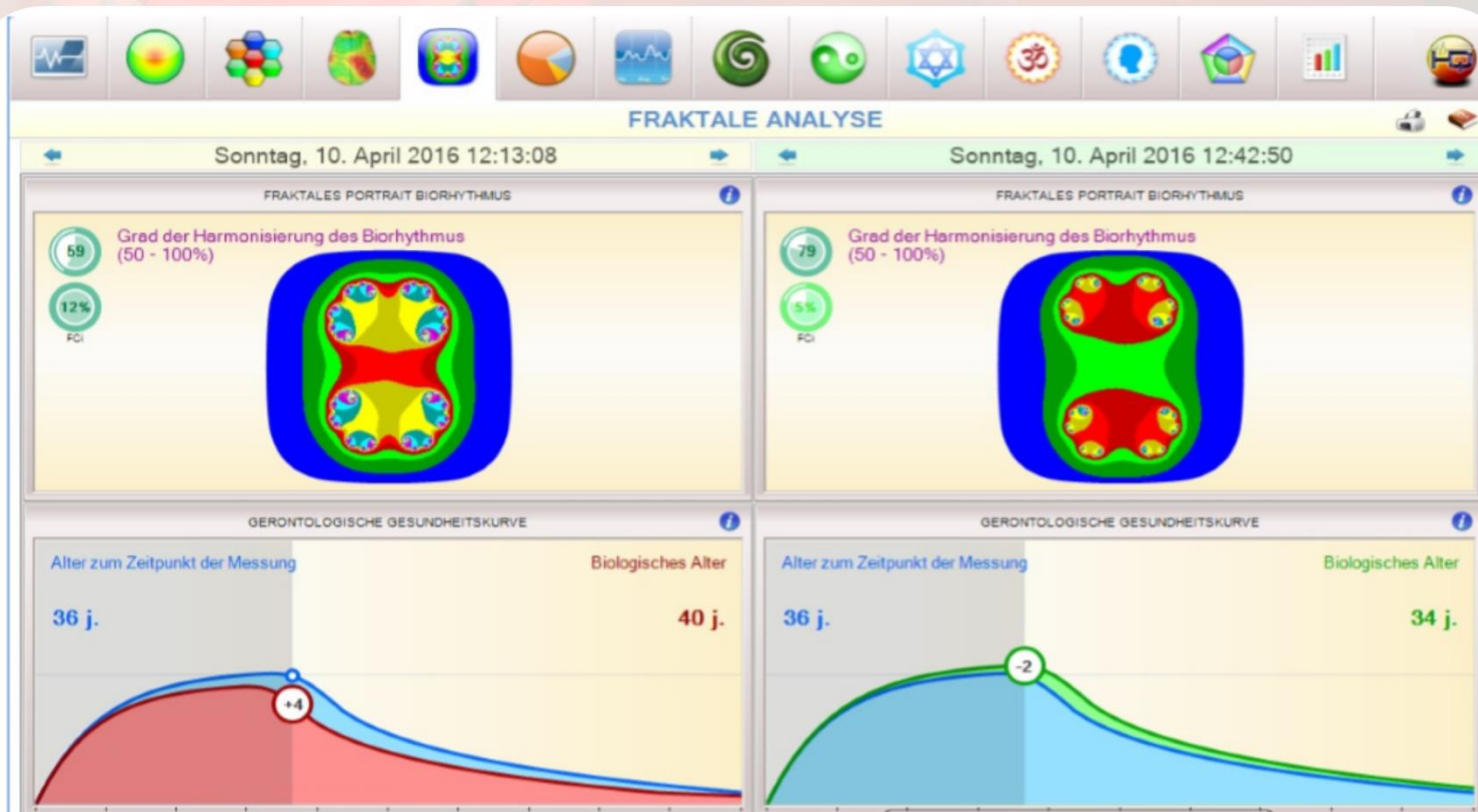 FRAKTALE ANALYSE
Sonntag, 10. April 2016 12:13:08
Sonntag, 10. April 2016 12:42:50
FRAKTALES PORTRAIT BIORHYTHMUS
59
Grad der Harmonisierung des Biorhythmus
(50 - 100%)
12%
FCi
FRAKTALES PORTRAIT BIORHYTHMUS
79
Grad der Harmonisierung des Biorhythmus
(50 - 100%)
5%
FCi
GERONTOLOGISCHE GESUNDHEITSKURVE
Alter zum Zeitpunkt der Messung
Biologisches Alter
36 j.
40 j.
+4
GERONTOLOGISCHE GESUNDHEITSKURVE
Alter zum Zeitpunkt der Messung
Biologisches Alter
36 j.
34 j.
-2